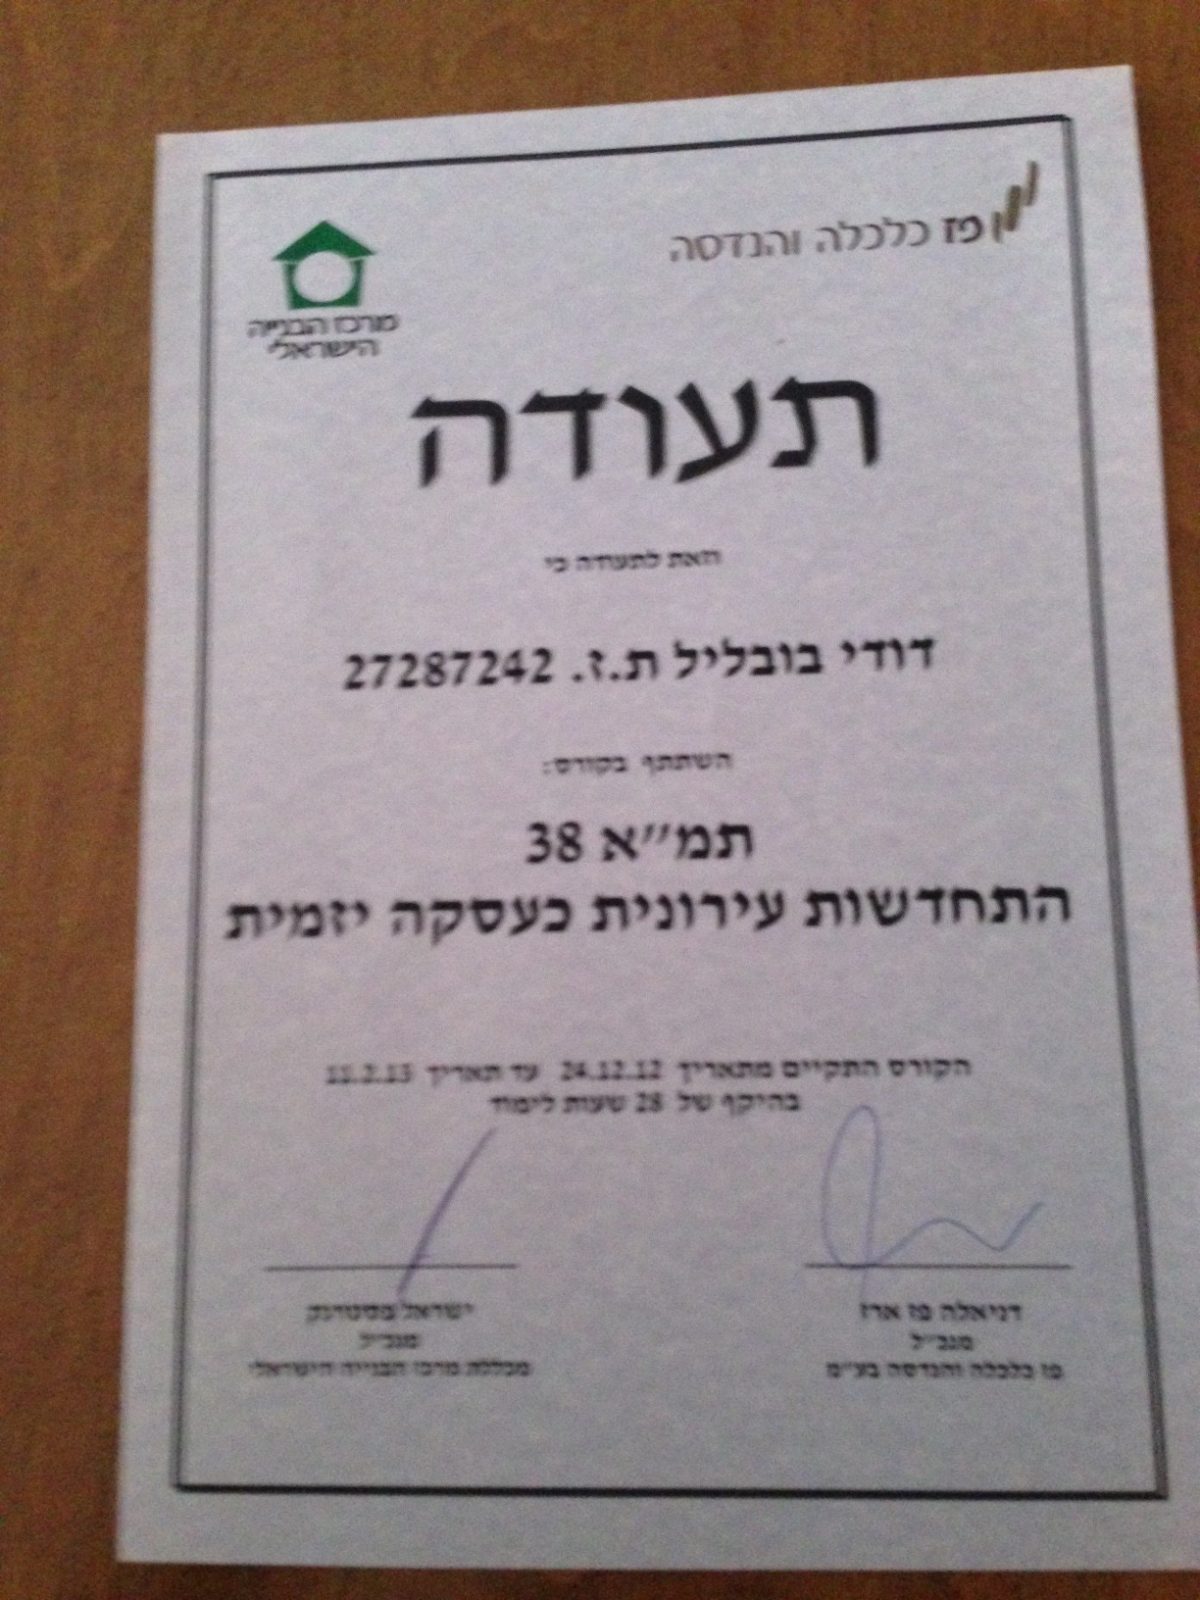 פז כלכלה והנדסה
מרכז הבנייה
הישראלי
תעודה
וזאת לתעודה כי
דודי בובליל ת.ז. 27287242
השתתף בקורס:
תמ״א 38
התחדשות עירונית כעסקה יזמית
הקורס התקיים מתאריך 24.12.12 עד תאריך 11.2.13
בהיקף של 28 שעות לימוד
דניאלה פז ארז
מנכ״ל
פז כלכלה והנדסה בע״מ
ישראל
מנכ״ל
מכללת מרכז הבנייה הישראלי